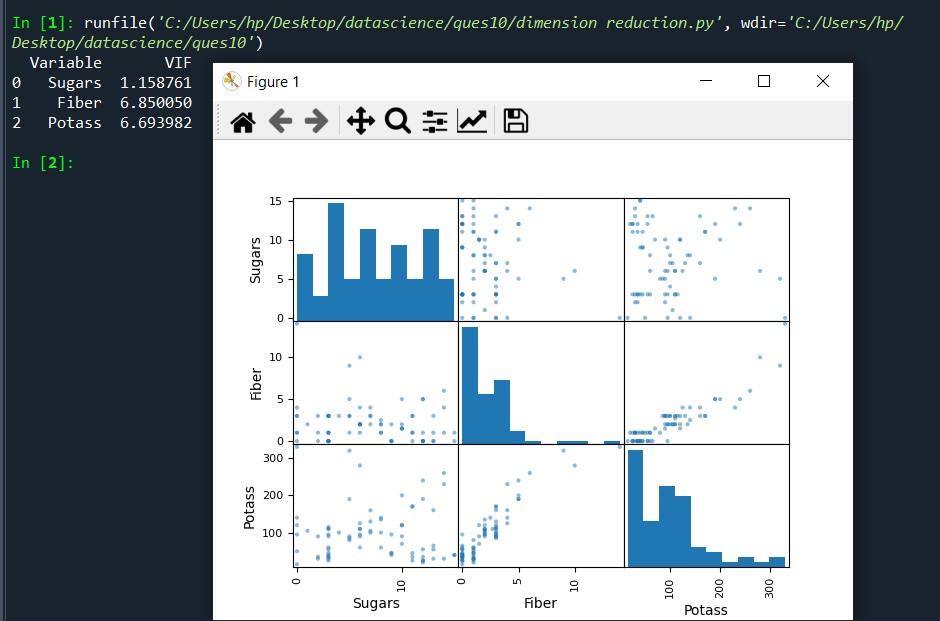 In [1]: runfile('C:/Users/hp/Desktop/datascience/ques10/dimension reduction.py', wdir='C:/Users/hp/
Desktop/datascience/ques10')
Variable VIF
0 Sugars 1.158761
1 Fiber 6.850050
2 Potass 6.693982
In [2]:
Figure 1
15
10
5
0
Sugars
10
5
0
Fiber
300
200
100
Potass
0
10
0
5
10
100
200
300
Sugars
Fiber
Potass